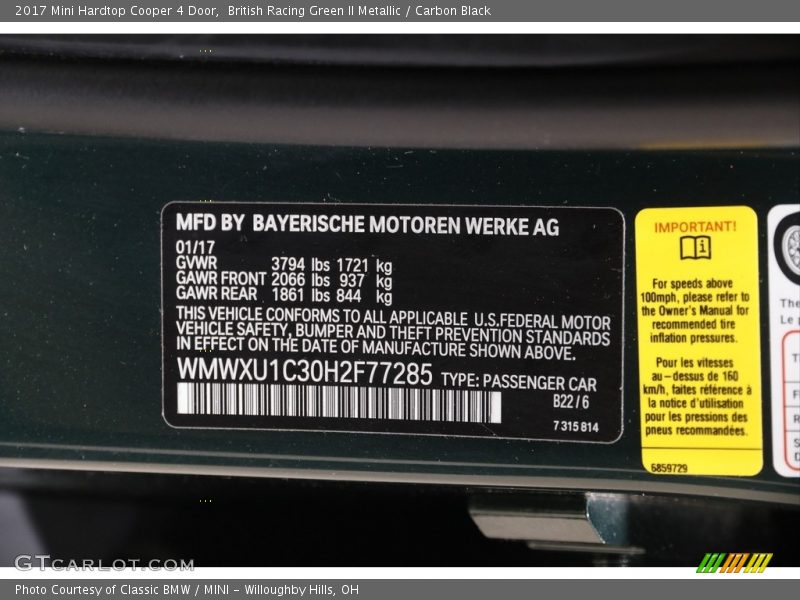 2017 Mini Hardtop Cooper 4 Door,  British Racing Green II Metallic / Carbon Black
MFD BY BAYERISCHE MOTOREN WERKE AG
01/17
GVWR 3794 lbs 1721 kg
GAWR FRONT 2066 lbs 937 kg
GAWR REAR 1861 lbs 844 kg
THIS VEHICLE CONFORMS TO ALL APPLICABLE U.S.FEDERAL MOTOR
VEHICLE SAFETY, BUMPER AND THEFT PREVENTION STANDARDS
IN EFFECT ON THE DATE OF MANUFACTURE SHOWN ABOVE.
WMWXU1C30H2F77285 TYPE: PASSENGER CAR
B22/6
7 315 814
IMPORTANT!
For speeds above
100mph, please refer to
the Owner's Manual for
recommended tire
inflation pressures.
Pour les vitesses
au-dessus de 160
km/h, faites référence à
la notice d'utilisation
pour les pressions des
pneus recommandées.
6859729
The
Le p
T
F
R
S
D
GTCARLOT.COM
Photo Courtesy of Classic BMW / MINI - Willoughby Hills, OH